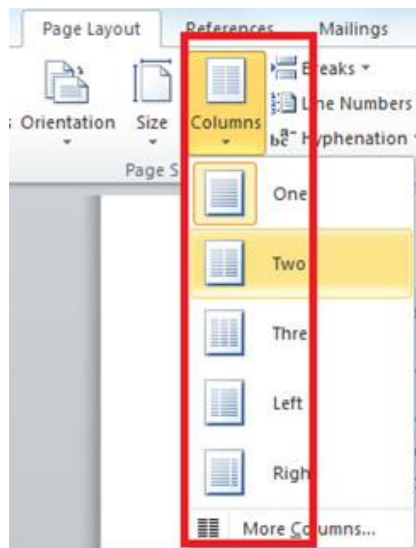 Page Layout References Mailings
Breaks
Line Numbers
Orientation Size Columns Hyphenation
Page S
One
Two
Thre
Left
Righ
More Columns...